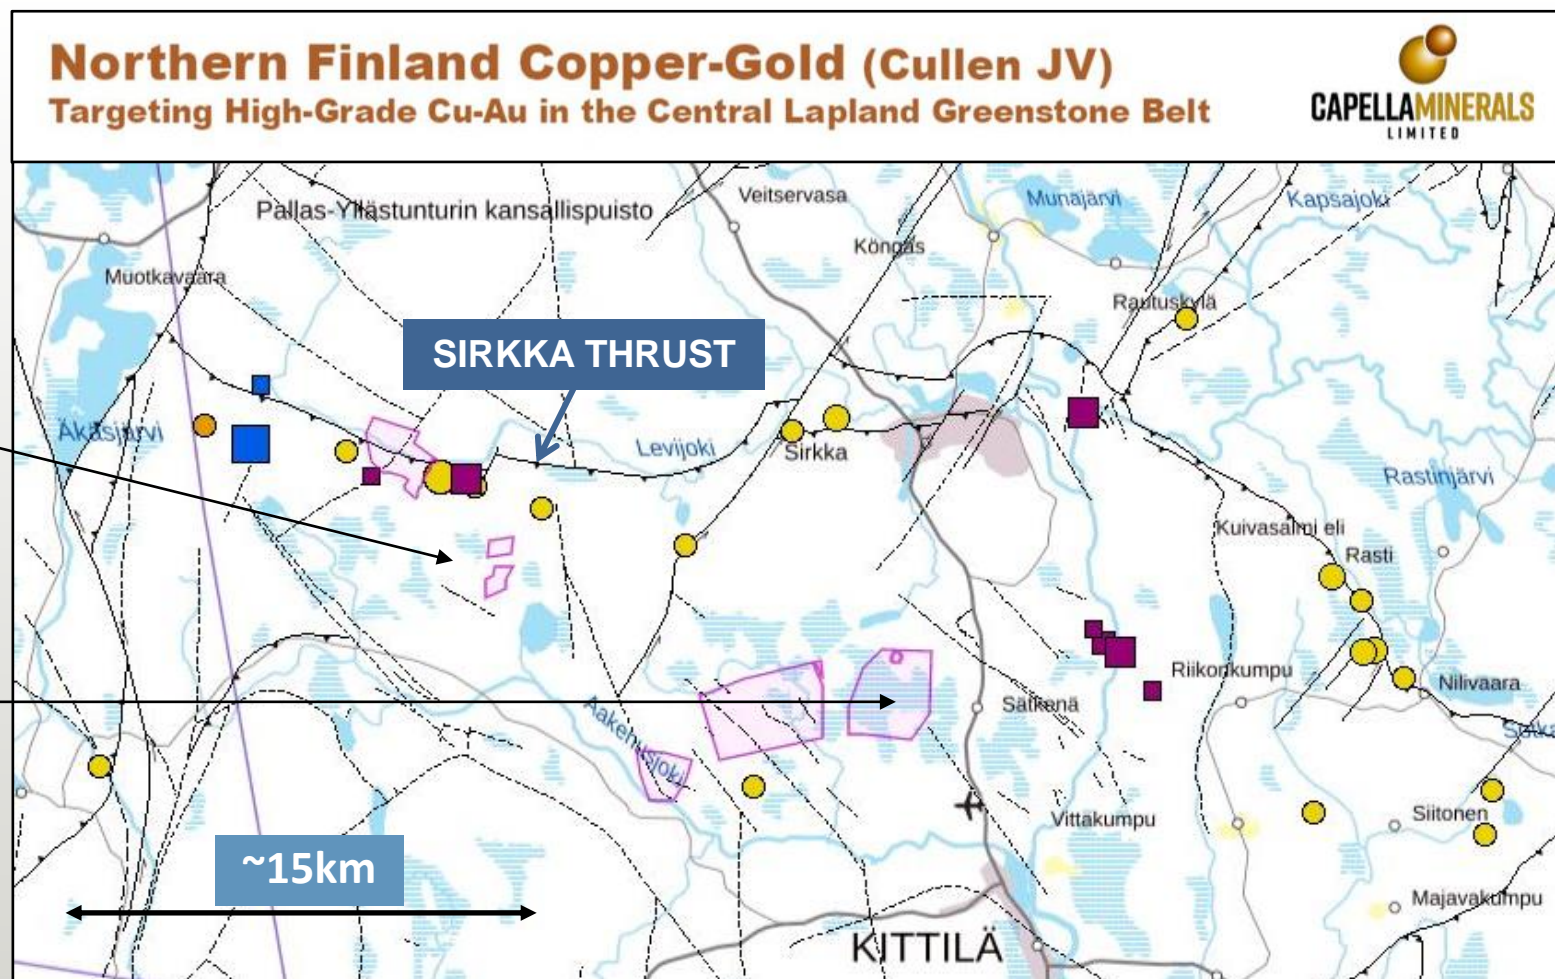 Northern Finland Copper-Gold (Cullen JV)
Targeting High-Grade Cu-Au in the Central Lapland Greenstone Belt
CAPELLAMINERALS
LIMITED
Pallas-Yllästunturin kansallispuisto
Veitservasa
Munajärvi
Kapsajoki
Köngäs
Muotkavaara
Rautuskylä
SIRKKA THRUST
Äkäsjärvi
Levijoki
Sirkka
Rastinjärvi
Kuivasalmi eli
Rasti
Riikonkumpu
Nilivaara
Sätkenä
Aakenusjoki
Vittakumpu
Siitonen
~15km
Majavakumpu
KITTILÄ